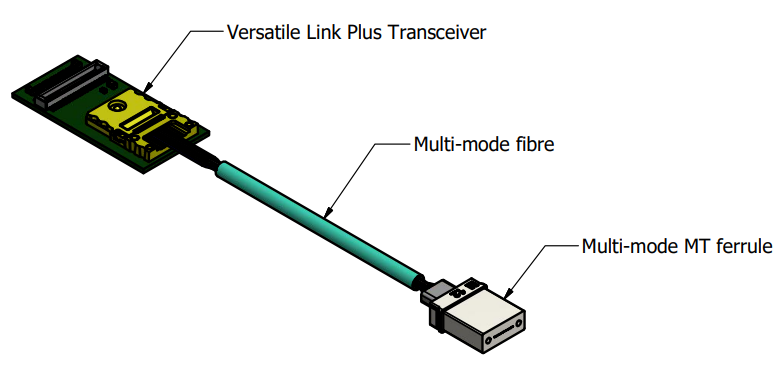 Versatile Link Plus Transceiver
Multi-mode fibre
Multi-mode MT ferrule